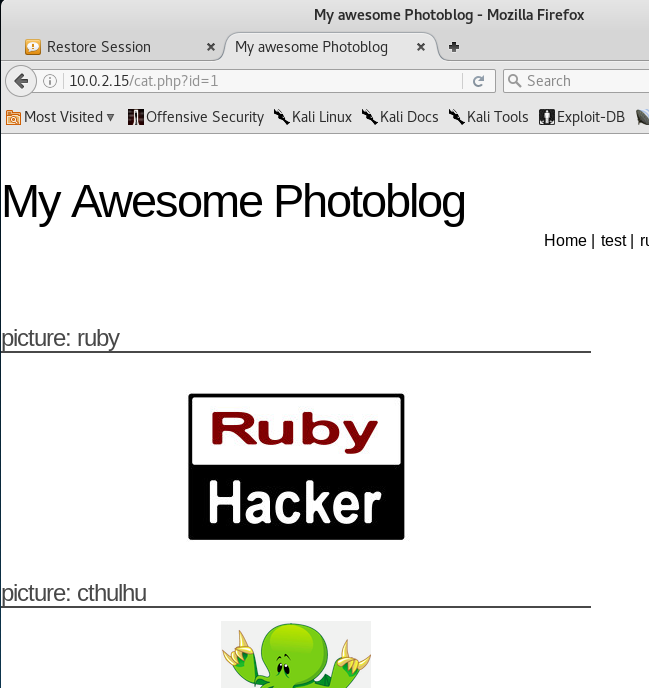 My awesome Photoblog - Mozilla Firefox
Restore Session × My awesome Photoblog ×
10.0.2.15/cat.php?id=1 Search
Most Visited Offensive Security Kali Linux Kali Docs Kali Tools Exploit-DB
My Awesome Photoblog
Home | test |
picture: ruby
Ruby
Hacker
picture: cthulhu